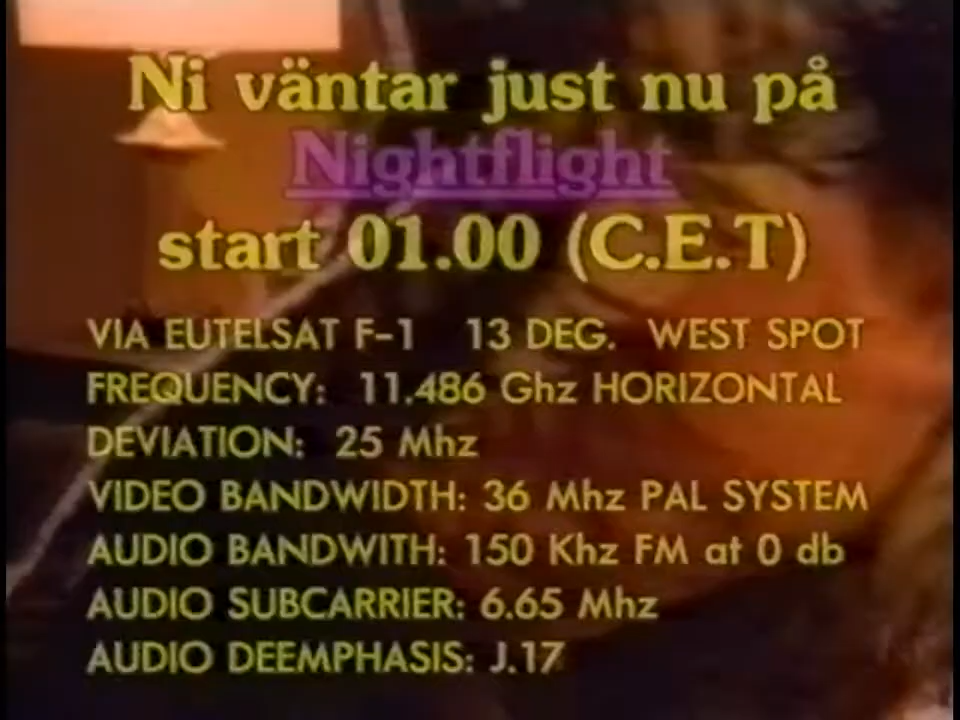 Ni väntar just nu på
Nightflight
start 01.00 (C.E.T)
VIA EUTELSAT F-1 13 DEG. WEST SPOT
FREQUENCY: 11.486 Ghz HORIZONTAL
DEVIATION: 25 Mhz
VIDEO BANDWIDTH: 36 Mhz PAL SYSTEM
AUDIO BANDWITH: 150 Khz FM at 0 db
AUDIO SUBCARRIER: 6.65 Mhz
AUDIO DEEMPHASIS: J.17